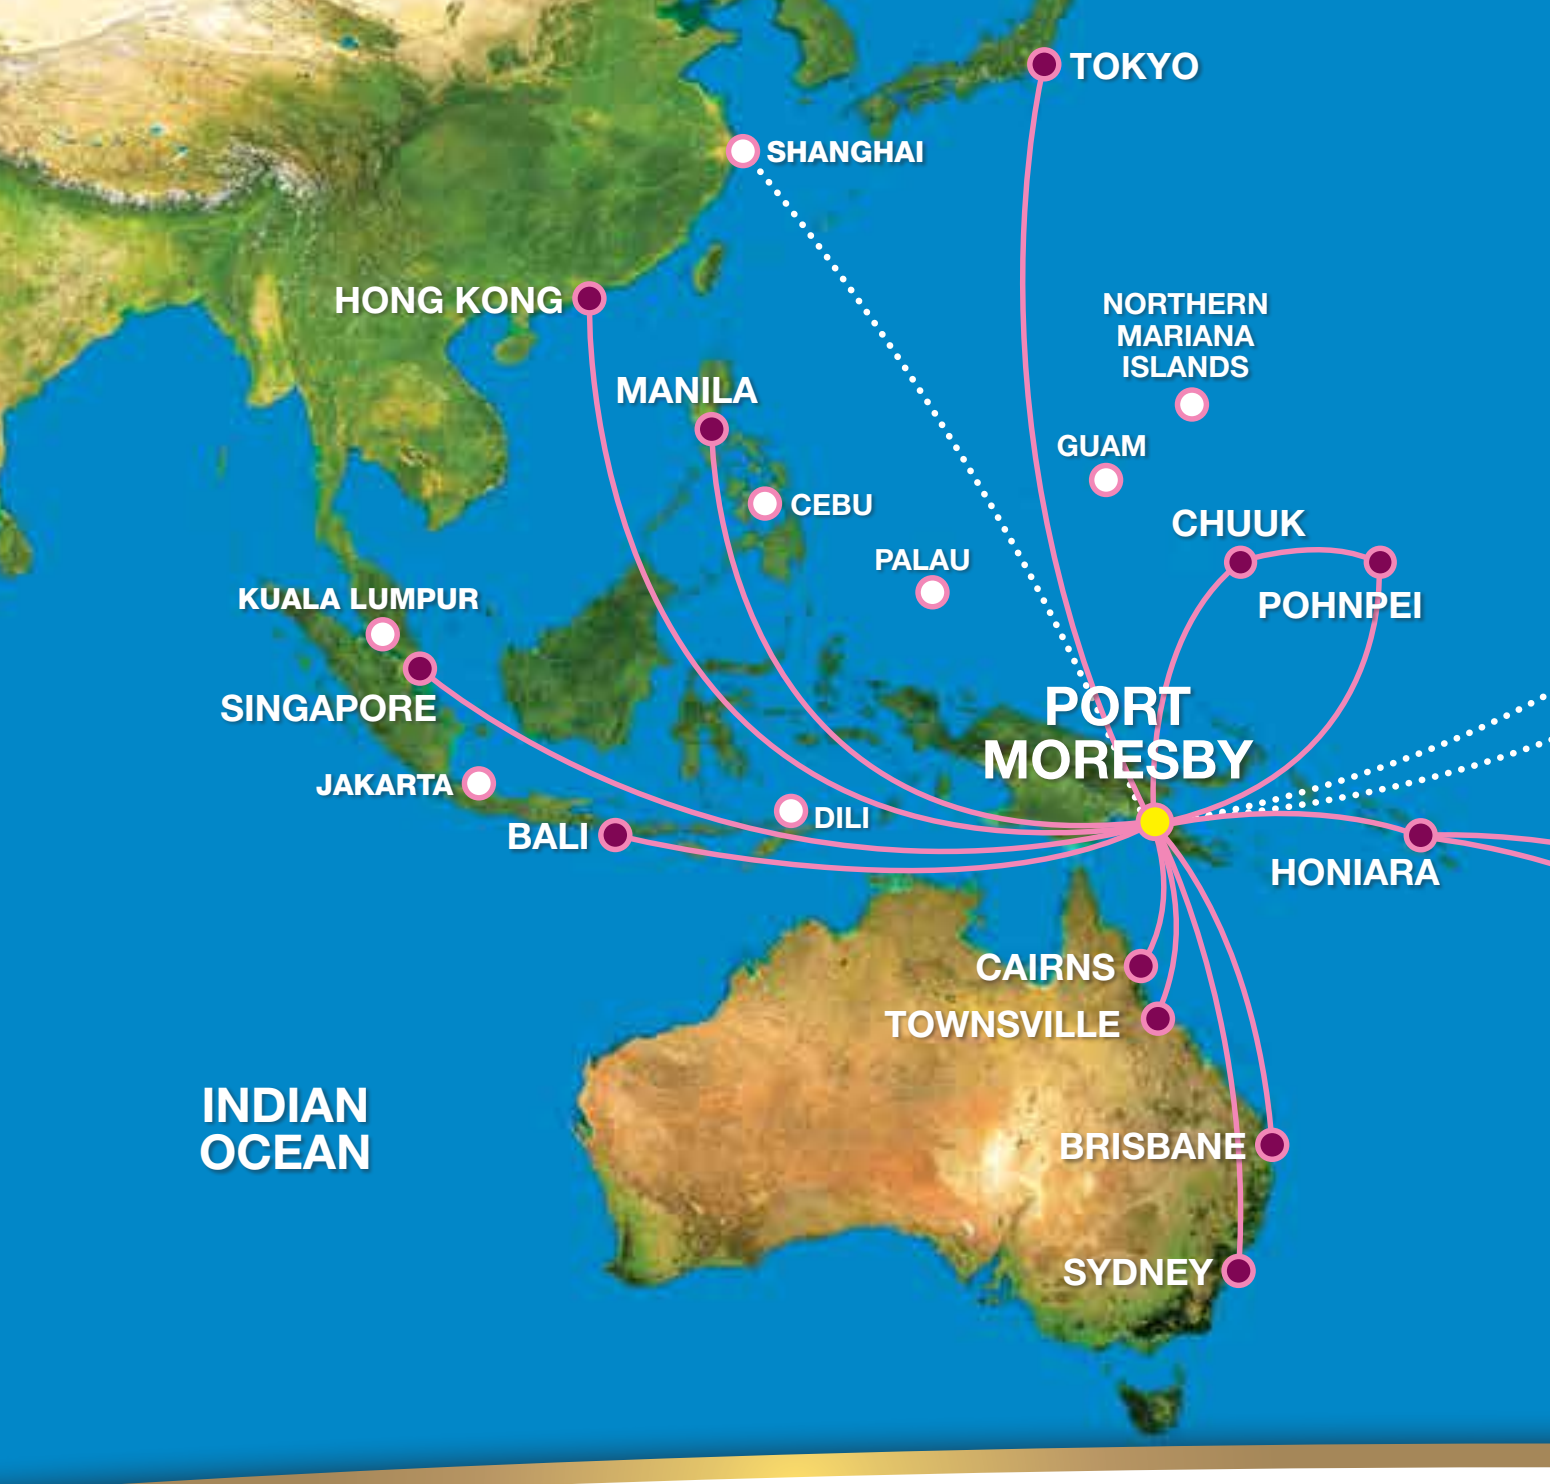 TOKYO
SHANGHAI
HONG KONG
NORTHERN
MARIANA
ISLANDS
MANILA
GUAM
CEBU
CHUUK
PALAU
KUALA LUMPUR
POHNPEI
SINGAPORE
PORT
MORESBY
JAKARTA
DILI
BALI
HONIARA
CAIRNS
TOWNSVILLE
INDIAN
OCEAN
BRISBANE
SYDNEY